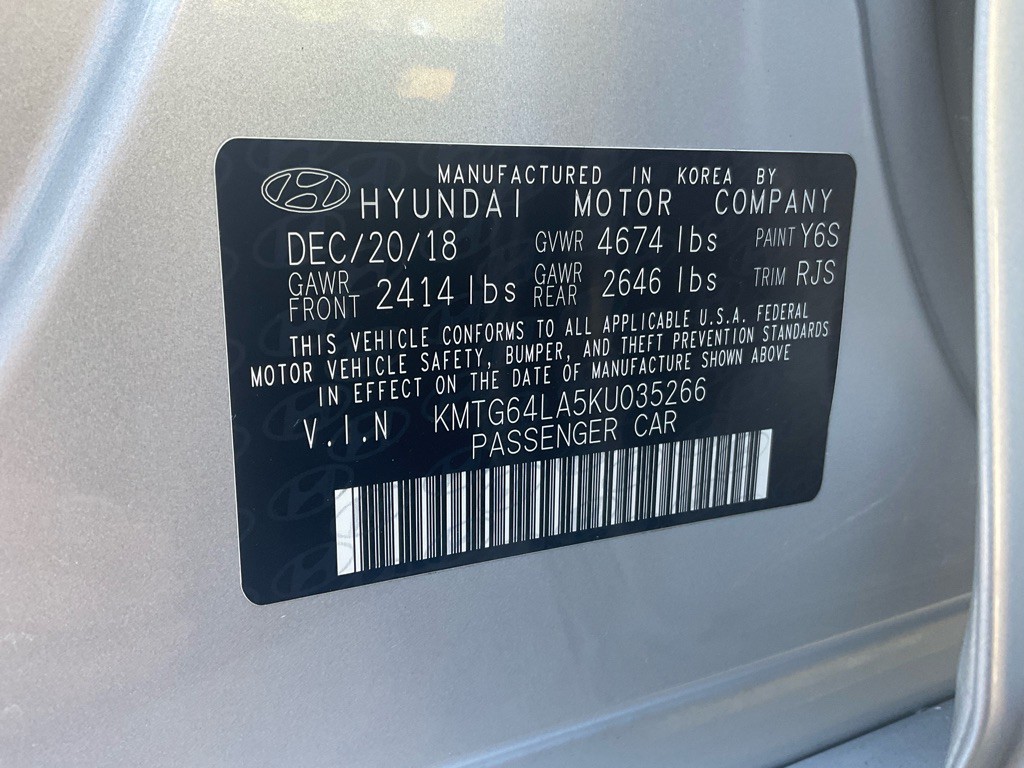 MANUFACTURED IN KOREA BY
HYUNDAI MOTOR COMPANY
DEC/20/18 GVWR 4674 lbs PAINT Y6S
GAWR FRONT 2414 lbs GAWR REAR 2646 lbs TRIM RJS
THIS VEHICLE CONFORMS TO ALL APPLICABLE U.S.A. FEDERAL
MOTOR VEHICLE SAFETY, BUMPER, AND THEFT PREVENTION STANDARDS
IN EFFECT ON THE DATE OF MANUFACTURE SHOWN ABOVE
V.I.N KMTG64LA5KU035266
PASSENGER CAR